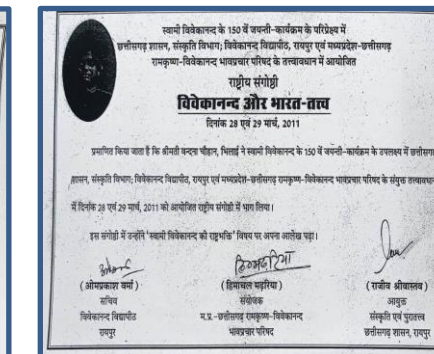 स्वामी विवेकानन्द के 150 वें जयन्ती-कार्यक्रम के परिप्रेक्ष्य में
छत्तीसगढ़ शासन, संस्कृति विभाग; विवेकानन्द विद्यापीठ, रायपुर एवं मध्यप्रदेश-छत्तीसगढ़
रामकृष्ण-विवेकानन्द भावप्रचार परिषद के तत्त्वावधान में आयोजित
राष्ट्रीय संगोष्ठी
विवेकानन्द और भारत-तत्त्व
दिनांक 28 एवं 29 मार्च, 2011
प्रमाणित किया जाता है कि श्रीमती वन्दना चौहान, भिलाई ने स्वामी विवेकानन्द के 150 वें जयन्ती-कार्यक्रम के उपलक्ष्य में छत्तीसगढ़
शासन, संस्कृति विभाग; विवेकानन्द विद्यापीठ, रायपुर एवं मध्यप्रदेश-छत्तीसगढ़ रामकृष्ण-विवेकानन्द भावप्रचार परिषद के संयुक्त तत्त्वावधान
में दिनांक 28 एवं 29 मार्च, 2011 को आयोजित राष्ट्रीय संगोष्ठी में भाग लिया।
इस संगोष्ठी में उन्होंने "स्वामी विवेकानन्द की राष्ट्रभक्ति" विषय पर अपना आलेख पढ़ा।
(ओमप्रकाश वर्मा) (हिमाचल मढ़रिया) (राजीव श्रीवास्तव)
सचिव संयोजक आयुक्त
विवेकानन्द विद्यापीठ म.प्र.-छत्तीसगढ़ रामकृष्ण-विवेकानन्द संस्कृति एवं पुरातत्त्व
रायपुर भावप्रचार परिषद छत्तीसगढ़ शासन, रायपुर